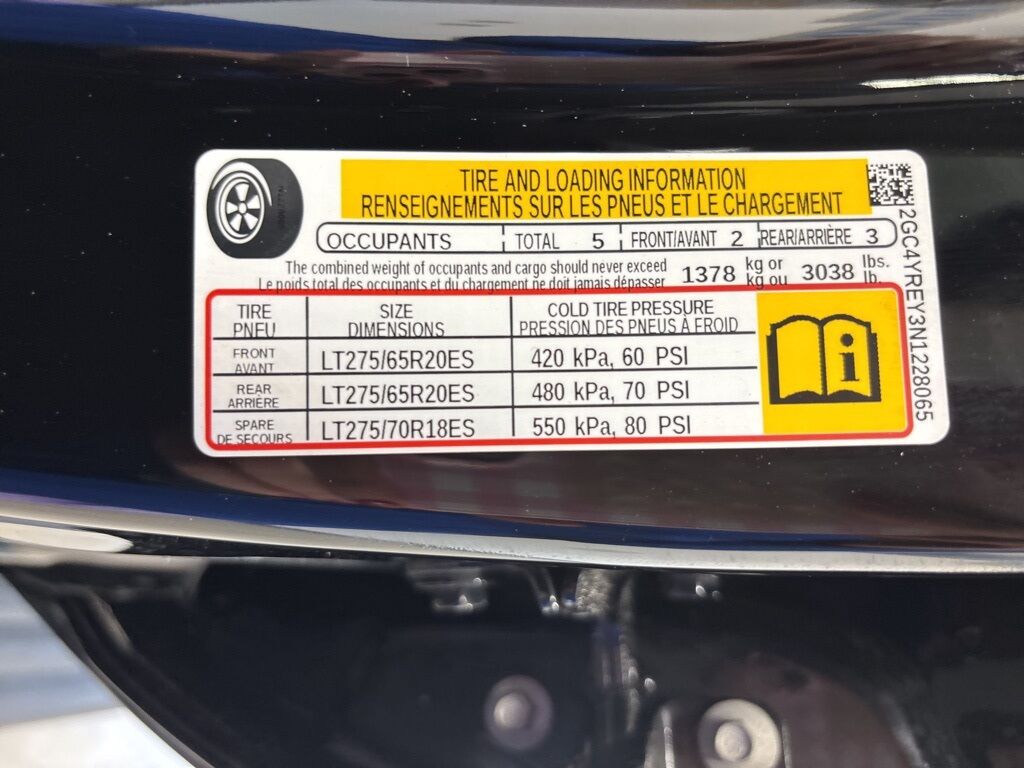 TIRE AND LOADING INFORMATION
RENSEIGNEMENTS SUR LES PNEUS ET LE CHARGEMENT
OCCUPANTS TOTAL 5 FRONT/AVANT 2 REAR/ARRIÈRE 3
The combined weight of occupants and cargo should never exceed 1378 kg or 3038 lbs.
Le poids total des occupants et du chargement ne doit jamais dépasser kg ou lb.
TIRE SIZE COLD TIRE PRESSURE
PNEU DIMENSIONS PRESSION DES PNEUS À FROID
FRONT
AVANT LT275/65R20ES 420 kPa, 60 PSI
REAR
ARRIÈRE LT275/65R20ES 480 kPa, 70 PSI
SPARE
DE SECOURS LT275/70R18ES 550 kPa, 80 PSI
i
2GC4YREY3N1228065